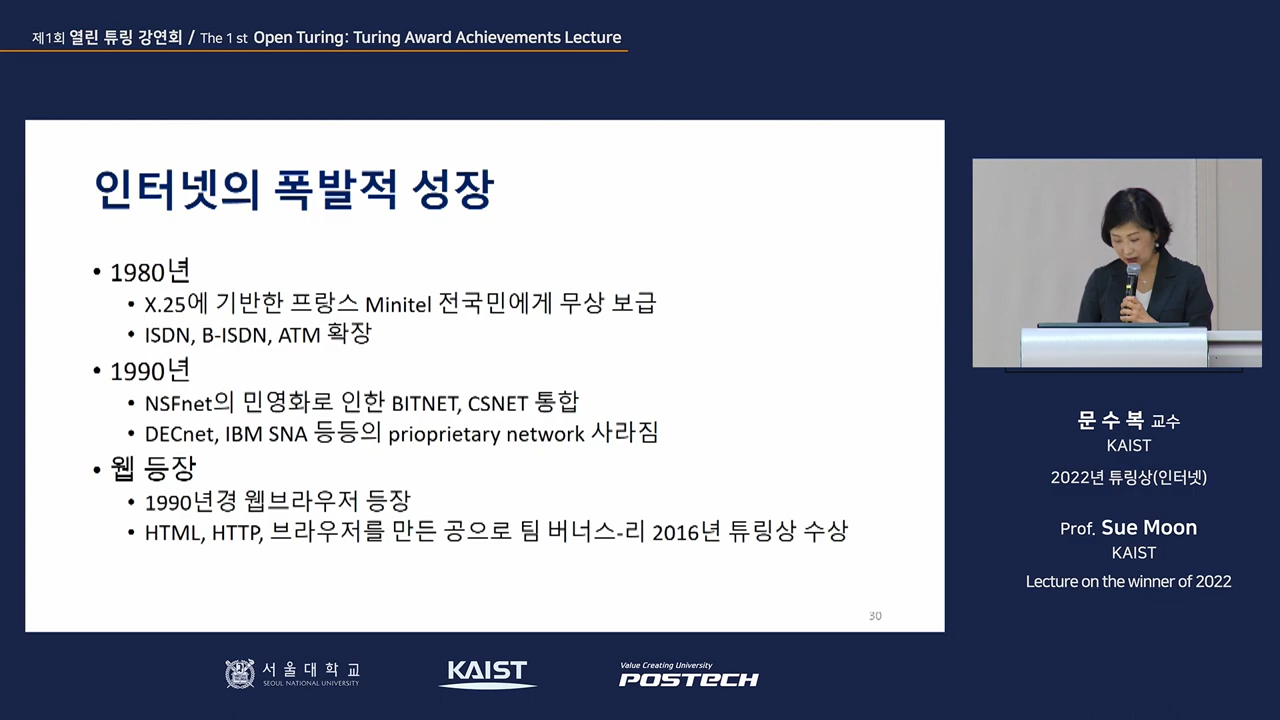 제1회 열린 튜링 강연회 / The 1 st Open Turing: Turing Award Achievements Lecture
인터넷의 폭발적 성장
• 1980년
• X.25에 기반한 프랑스 Minitel 전국민에게 무상 보급
• ISDN, B-ISDN, ATM 확장
• 1990년
• NSFnet의 민영화로 인한 BITNET, CSNET 통합
• DECnet, IBM SNA 등등의 prioprietary network 사라짐
• 웹 등장
• 1990년경 웹브라우저 등장
• HTML, HTTP, 브라우저를 만든 공으로 팀 버너스-리 2016년 튜링상 수상
30
문수복 교수
KAIST
2022년 튜링상(인터넷)
Prof. Sue Moon
KAIST
Lecture on the winner of 2022
서울대학교
SEOUL NATIONAL UNIVERSITY
KAIST
Value Creating University
POSTECH